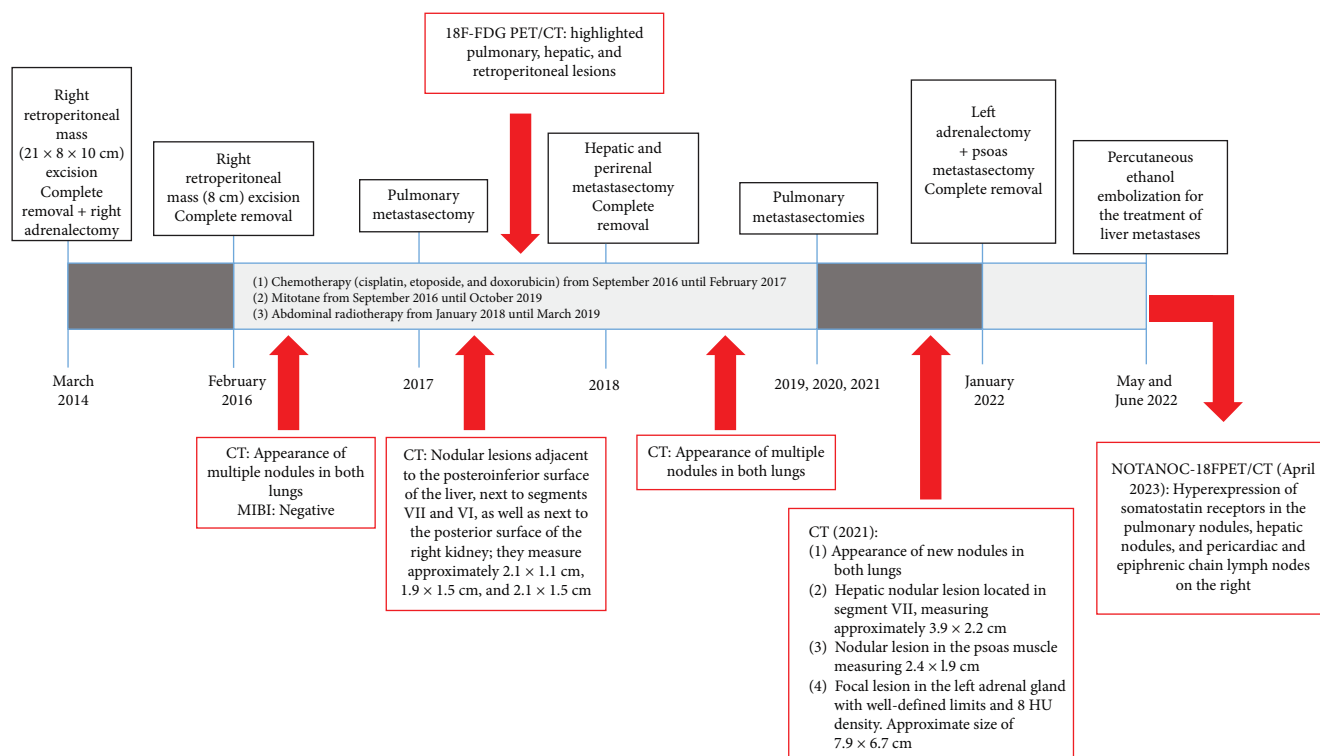 18F-FDG PET/CT: highlighted
pulmonary, hepatic, and
retroperitoneal lesions
Right
retroperitoneal
mass
(21 × 8 × 10 cm)
excision
Complete
removal + right
adrenalectomy
Right
retroperitoneal
mass (8 cm) excision
Complete removal
Pulmonary
metastasectomy
Hepatic and
perirenal
metastasectomy
Complete
removal
Pulmonary
metastasectomies
Left
adrenalectomy
+ psoas
metastasectomy
Complete removal
Percutaneous
ethanol
embolization for
the treatment of
liver metastases
(1) Chemotherapy (cisplatin, etoposide, and doxorubicin) from September 2016 until February 2017
(2) Mitotane from September 2016 until October 2019
(3) Abdominal radiotherapy from January 2018 until March 2019
March
2014
February
2016
2017
2018
2019, 2020, 2021
January
2022
May and
June 2022
CT: Appearance of
multiple nodules in both
lungs
MIBI: Negative
CT: Nodular lesions adjacent
to the posteroinferior surface
of the liver, next to segments
VII and VI, as well as next to
the posterior surface of the
right kidney; they measure
approximately 2.1 × 1.1 cm,
1.9 × 1.5 cm, and 2.1 × 1.5 cm
CT: Appearance of multiple
nodules in both lungs
CT (2021):
(1) Appearance of new nodules in
both lungs
(2) Hepatic nodular lesion located in
segment VII, measuring
approximately 3.9 × 2.2 cm
(3) Nodular lesion in the psoas muscle
measuring 2.4 × l.9 cm
(4) Focal lesion in the left adrenal gland
with well-defined limits and 8 HU
density. Approximate size of
7.9 × 6.7 cm
NOTANOC-18FPET/CT (April
2023): Hyperexpression of
somatostatin receptors in the
pulmonary nodules, hepatic
nodules, and pericardiac and
epiphrenic chain lymph nodes
on the right